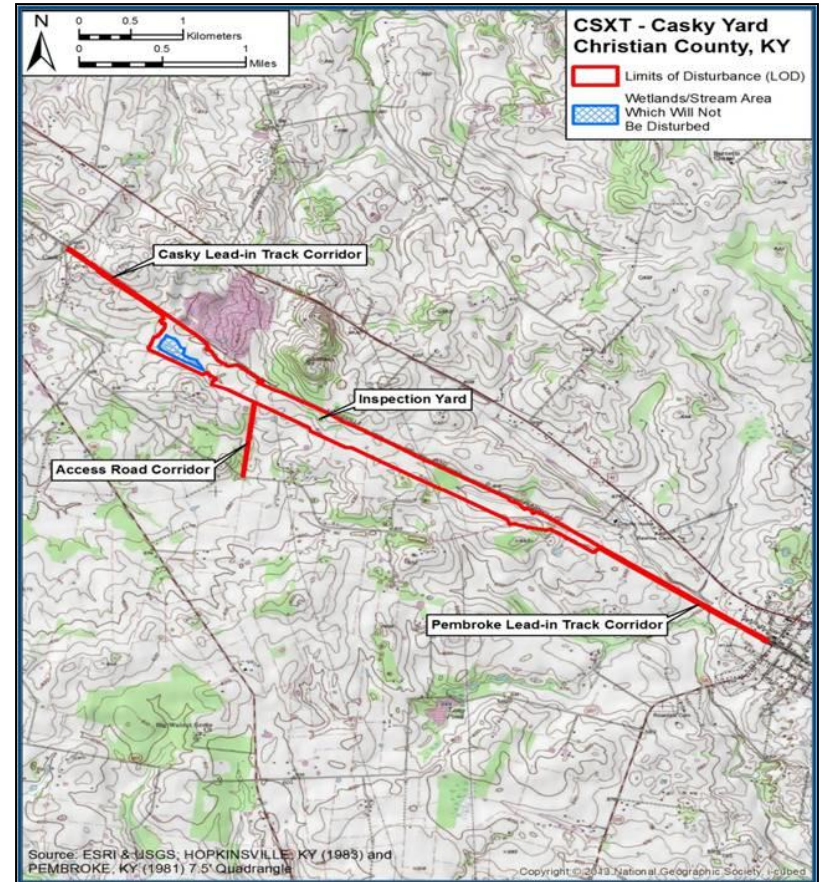 N
0 0.5 1
Kilometers
0 0.5 1
Miles
CSXT - Casky Yard
Christian County, KY
Limits of Disturbance (LOD)
Wetlands/Stream Area
Which Will Not
Be Disturbed
Casky Lead-in Track Corridor
Inspection Yard
Access Road Corridor
Pembroke Lead-in Track Corridor
Source: ESRI & USGS; HOPKINSVILLE, KY (1983) and
PEMBROKE, KY (1981) 7.5' Quadrangle
Copyright © 2013 National Geographic Society, i-cubed